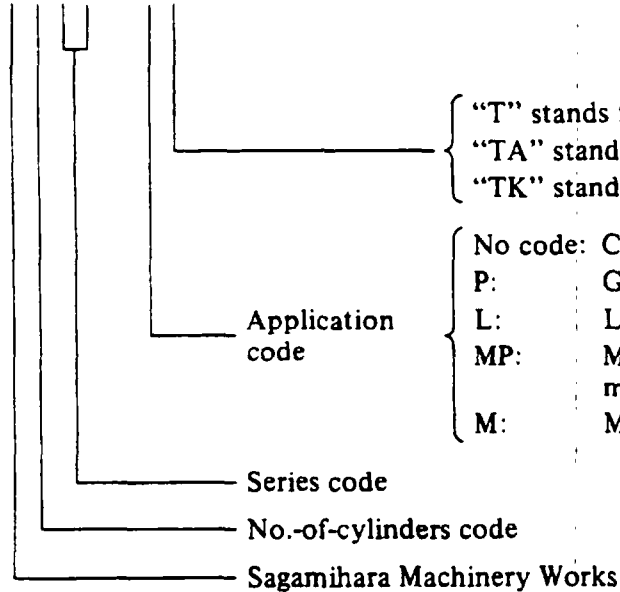 “T” stands
“TA” stand
“TK” stand
No code: C
P: G
L: L
MP: M
m
M: M
Application
code
Series code
No.-of-cylinders code
Sagamihara Machinery Works